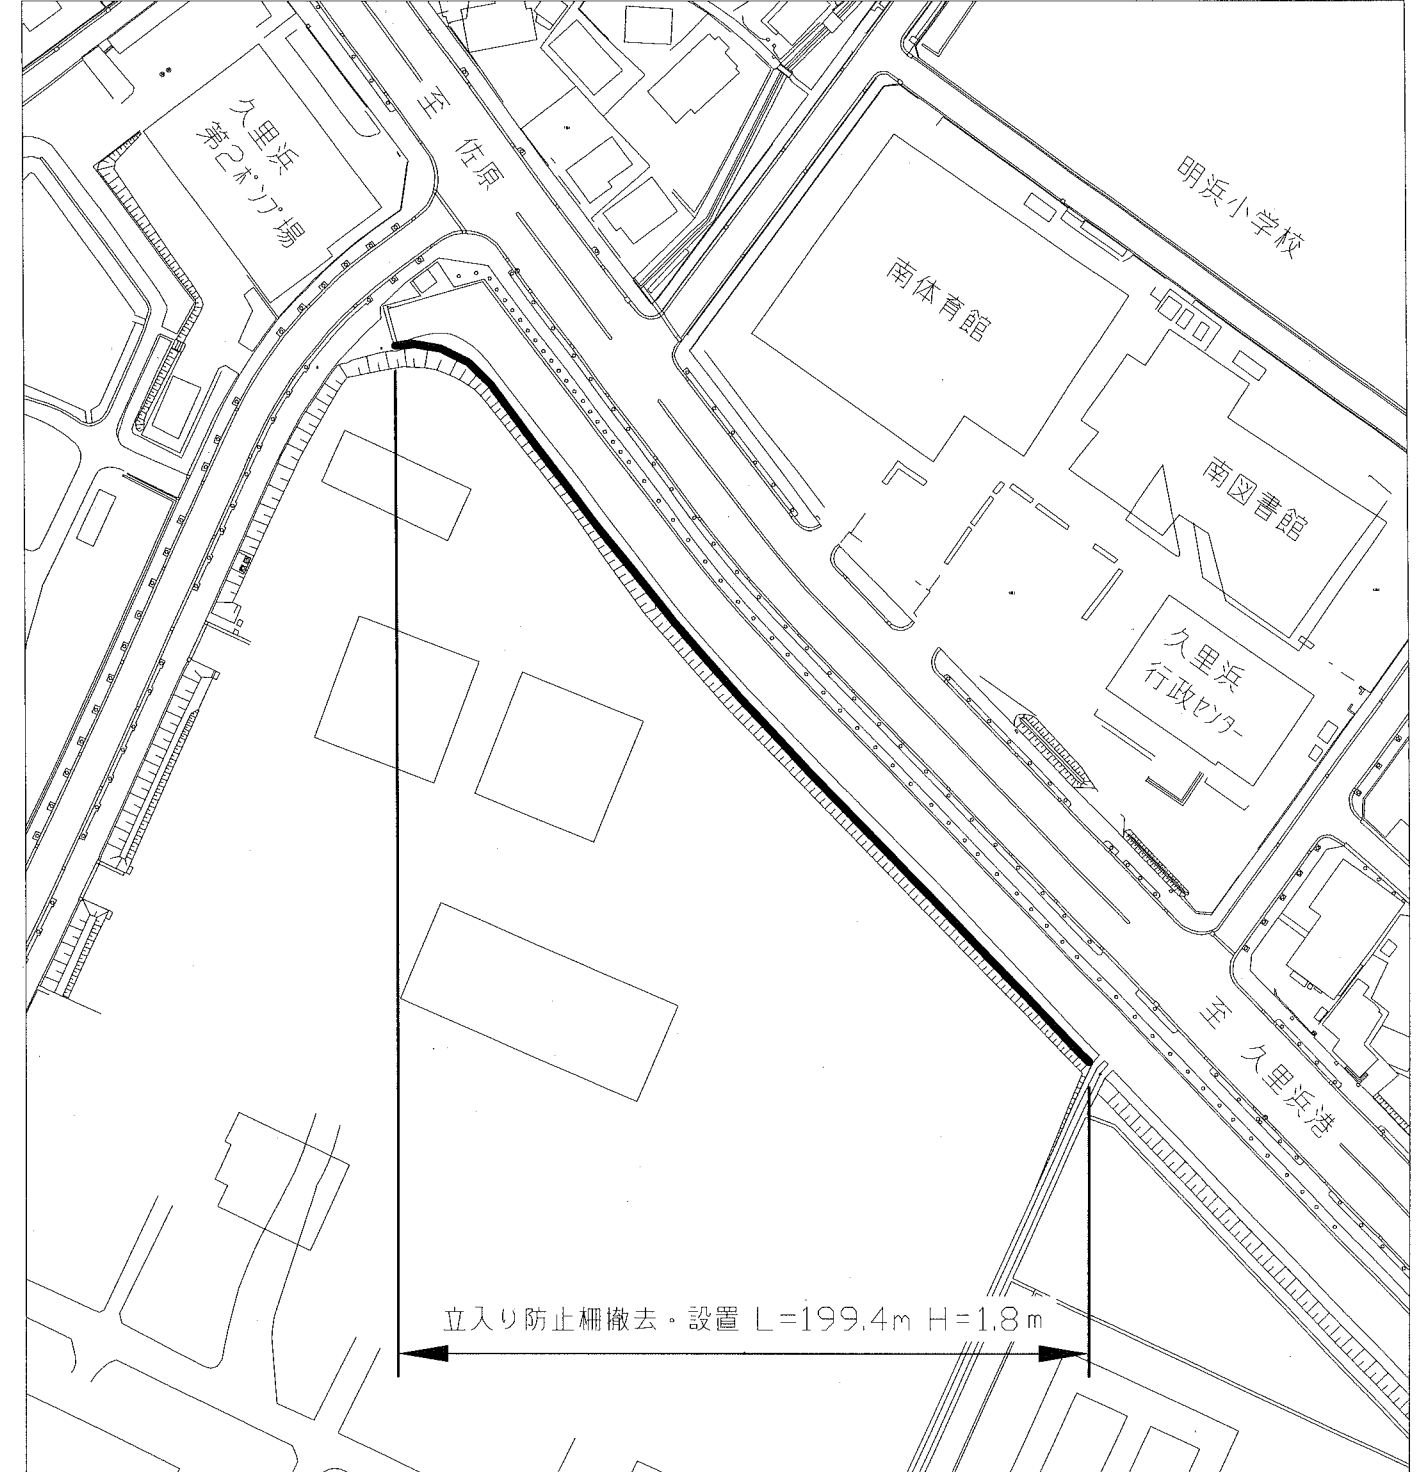 久里浜
第2ポンプ場
至 佐原
明浜小学校
南体育館
南図書館
久里浜
行政センター
至 久里浜港
立入り防止柵撤去・設置 L=199.4m H=1.8m